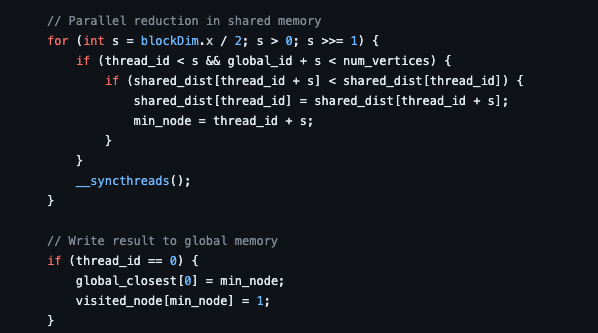 // Parallel reduction in shared memory
for (int s = blockDim.x / 2; s > 0; s >>= 1) {
if (thread_id < s && global_id + s < num_vertices) {
if (shared_dist[thread_id + s] < shared_dist[thread_id]) {
shared_dist[thread_id] = shared_dist[thread_id + s];
min_node = thread_id + s;
}
}
__syncthreads();
}
// Write result to global memory
if (thread_id == 0) {
global_closest[0] = min_node;
visited_node[min_node] = 1;
}